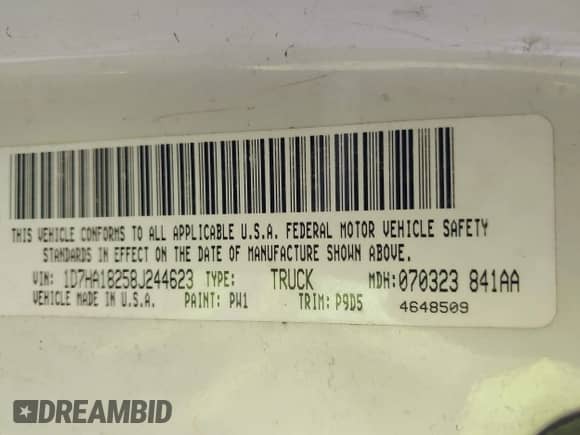 THIS VEHICLE CONFORMS TO ALL APPLICABLE U.S.A. FEDERAL MOTOR VEHICLE SAFETY
STANDARDS IN EFFECT ON THE DATE OF MANUFACTURE SHOWN ABOVE.
VIN: 1D7HA18258J244623 TYPE: TRUCK MDH: 070323 841AA
VEHICLE MADE IN U.S.A. PAINT: PW1 TRIM: P9D5 4648509
DREAMBID